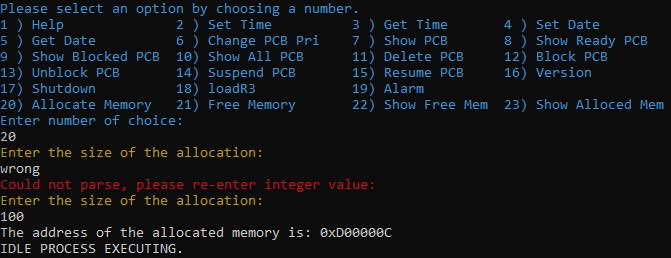 Please select an option by choosing a number.
1 ) Help 2 ) Set Time 3 ) Get Time 4 ) Set Date
5 ) Get Date 6 ) Change PCB Pri 7 ) Show PCB 8 ) Show Ready PCB
9 ) Show Blocked PCB 10) Show All PCB 11) Delete PCB 12) Block PCB
13) Unblock PCB 14) Suspend PCB 15) Resume PCB 16) Version
17) Shutdown 18) loadR3 19) Alarm
20) Allocate Memory 21) Free Memory 22) Show Free Mem 23) Show Alloced Mem
Enter number of choice:
20
Enter the size of the allocation:
wrong
Could not parse, please re-enter integer value:
Enter the size of the allocation:
100
The address of the allocated memory is: 0xD00000C
IDLE PROCESS EXECUTING.